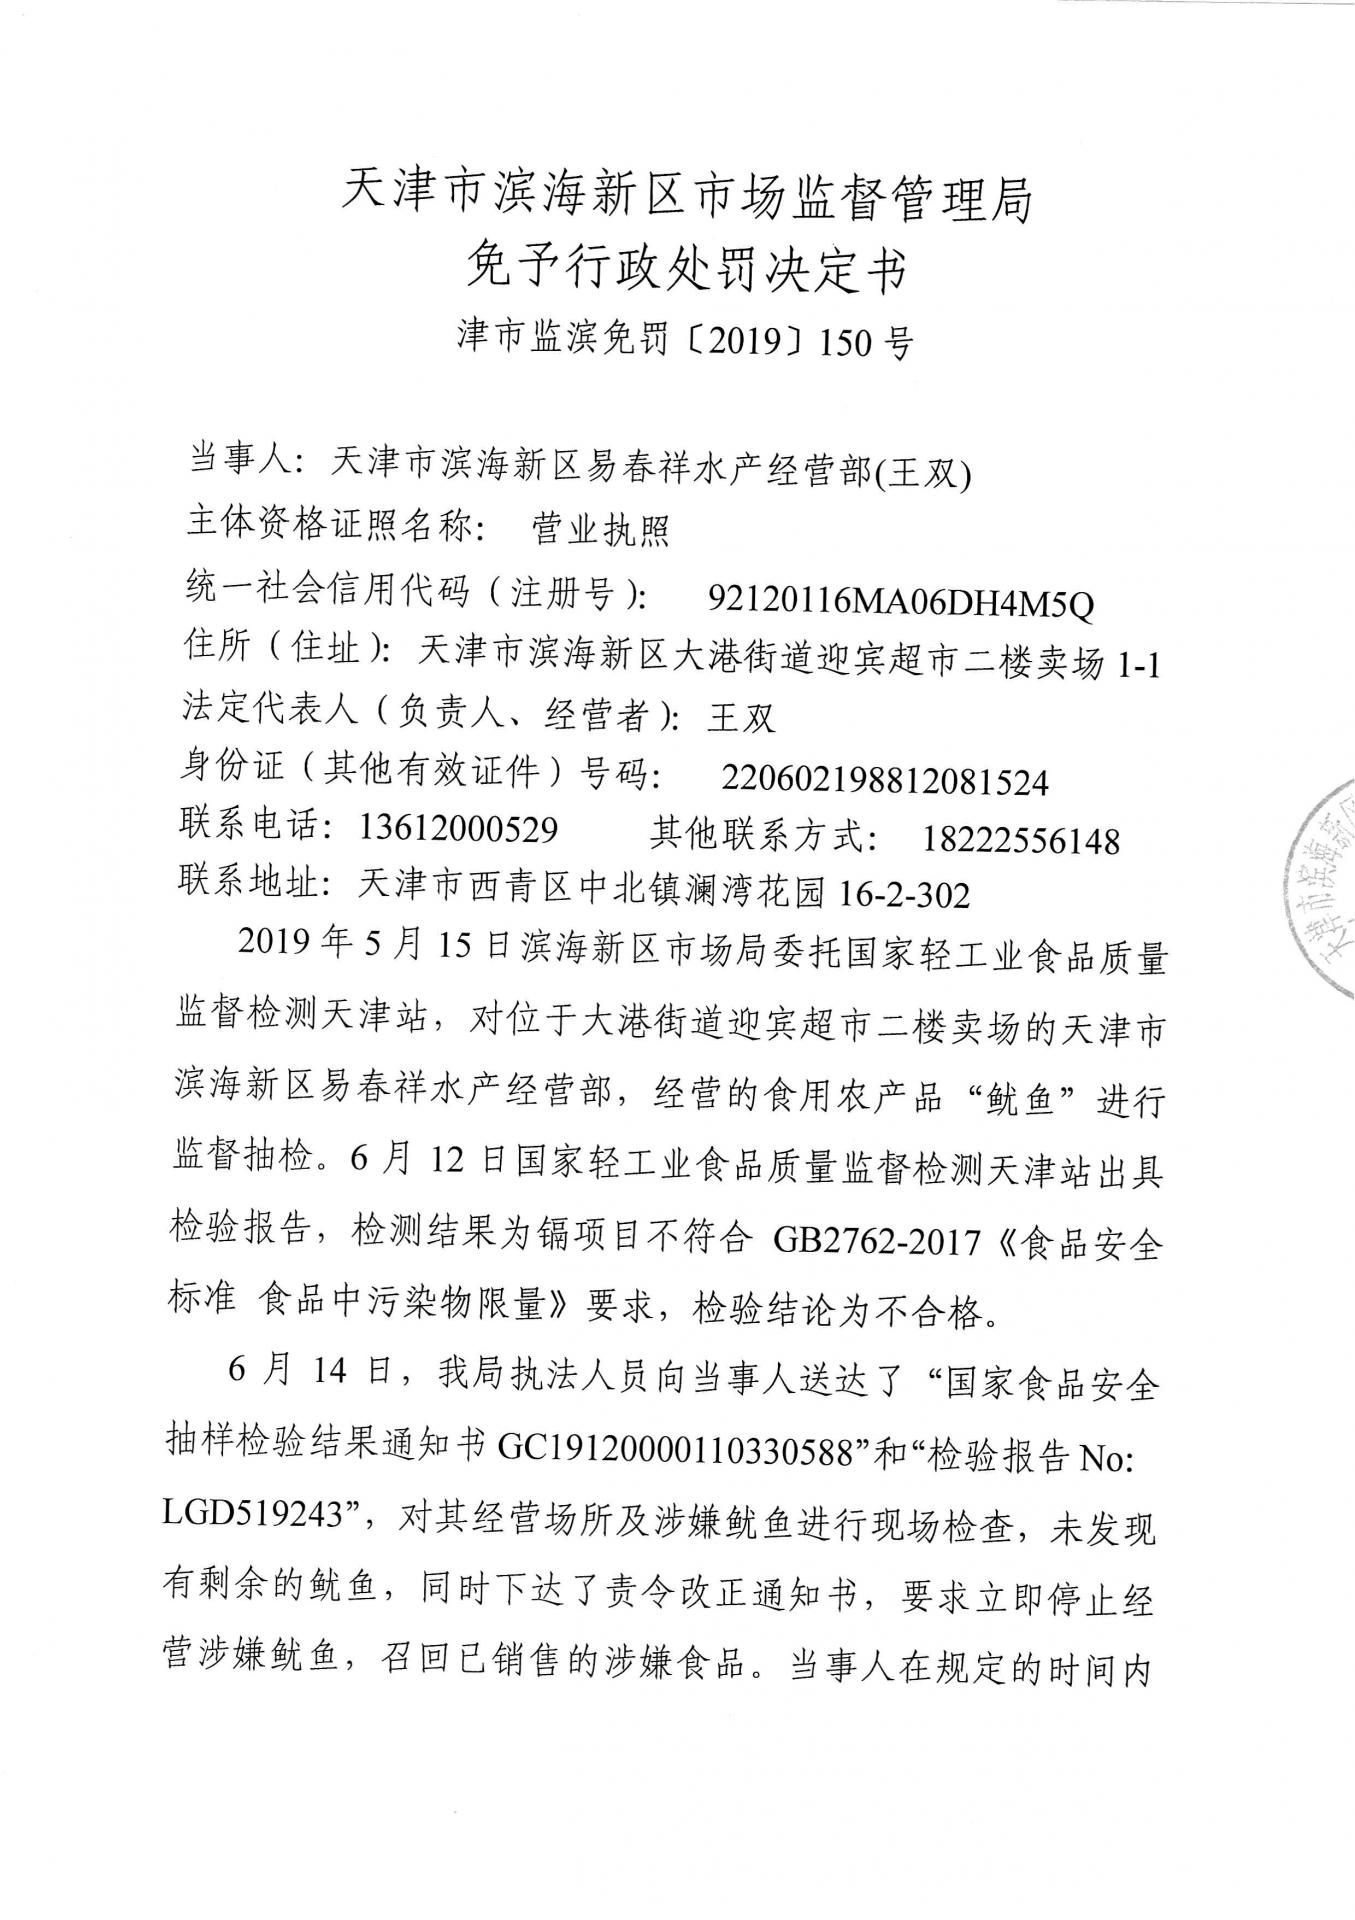 天津市滨海新区市场监督管理局
免予行政处罚决定书
津市监滨免罚〔2019〕150号
当事人：天津市滨海新区易春祥水产经营部(王双)
主体资格证照名称： 营业执照
统一社会信用代码（注册号）： 92120116MA06DH4M5Q
住所（住址）：天津市滨海新区大港街道迎宾超市二楼卖场1-1
法定代表人（负责人、经营者）：王双
身份证（其他有效证件）号码： 220602198812081524
联系电话：13612000529 其他联系方式： 18222556148
联系地址：天津市西青区中北镇澜湾花园16-2-302
2019年5月15日滨海新区市场局委托国家轻工业食品质量
监督检测天津站，对位于大港街道迎宾超市二楼卖场的天津市
滨海新区易春祥水产经营部，经营的食用农产品“鱿鱼”进行
监督抽检。6月12日国家轻工业食品质量监督检测天津站出具
检验报告，检测结果为镉项目不符合 GB2762-2017《食品安全
标准 食品中污染物限量》要求，检验结论为不合格。
6月14日，我局执法人员向当事人送达了“国家食品安全
抽样检验结果通知书GC19120000110330588”和“检验报告No:
LGD519243”，对其经营场所及涉嫌鱿鱼进行现场检查，未发现
有剩余的鱿鱼，同时下达了责令改正通知书，要求立即停止经
营涉嫌鱿鱼，召回已销售的涉嫌食品。当事人在规定的时间内
天津市滨海新区